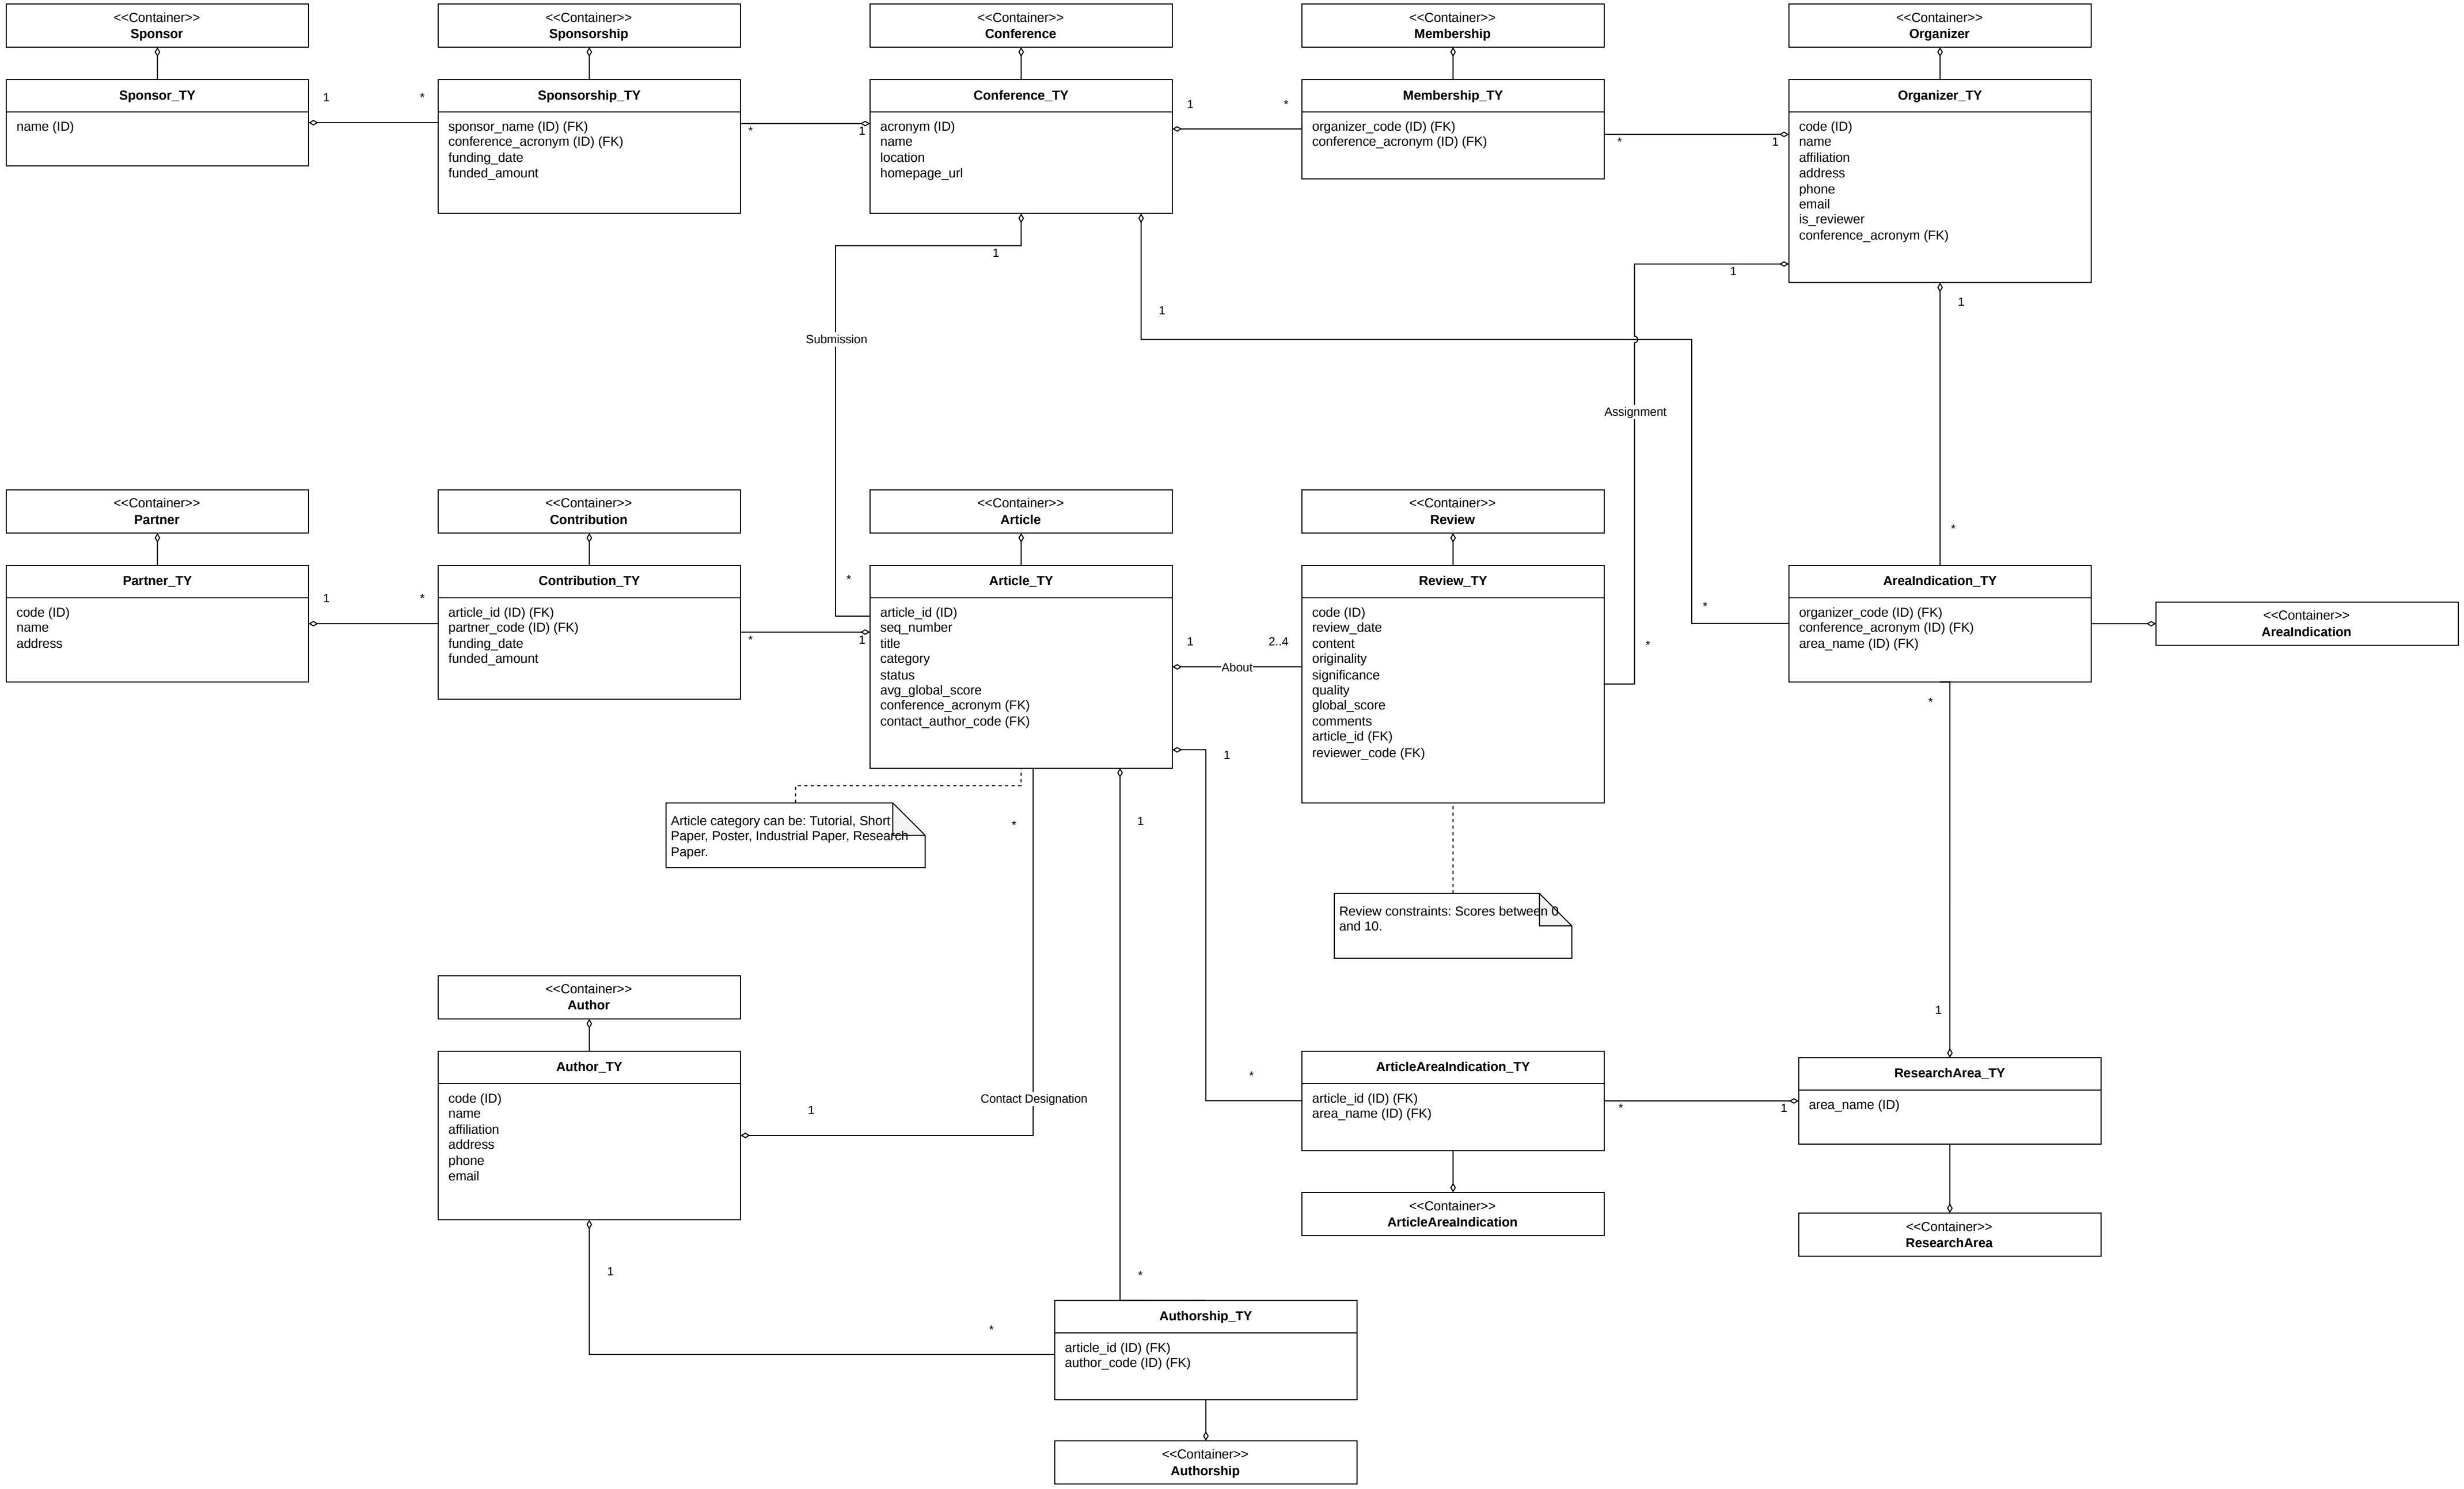 <<Container>>
Sponsor
<<Container>>
Sponsorship
<<Container>>
Conference
<<Container>>
Membership
<<Container>>
Organizer
Sponsor_TY
name (ID)
1
*
Sponsorship_TY
sponsor_name (ID) (FK)
conference_acronym (ID) (FK)
funding_date
funded_amount
*
1
Conference_TY
acronym (ID)
name
location
homepage_url
1
*
Membership_TY
organizer_code (ID) (FK)
conference_acronym (ID) (FK)
*
1
Organizer_TY
code (ID)
name
affiliation
address
phone
email
is_reviewer
conference_acronym (FK)
1
1
1
1
Submission
Assignment
*
<<Container>>
Partner
<<Container>>
Contribution
<<Container>>
Article
<<Container>>
Review
Partner_TY
code (ID)
name
address
1
*
Contribution_TY
article_id (ID) (FK)
partner_code (ID) (FK)
funding_date
funded_amount
*
1
*
Article_TY
article_id (ID)
seq_number
title
category
status
avg_global_score
conference_acronym (FK)
contact_author_code (FK)
1
2..4
About
1
Review_TY
code (ID)
review_date
content
originality
significance
quality
global_score
comments
article_id (FK)
reviewer_code (FK)
*
*
AreaIndication_TY
organizer_code (ID) (FK)
conference_acronym (ID) (FK)
area_name (ID) (FK)
<<Container>>
AreaIndication
*
Article category can be: Tutorial, Short
Paper, Poster, Industrial Paper, Research
Paper.
*
1
Review constraints: Scores between 0
and 10.
<<Container>>
Author
1
Author_TY
code (ID)
name
affiliation
address
phone
email
1
Contact Designation
*
ArticleAreaIndication_TY
article_id (ID) (FK)
area_name (ID) (FK)
*
1
ResearchArea_TY
area_name (ID)
<<Container>>
ArticleAreaIndication
<<Container>>
ResearchArea
1
*
*
Authorship_TY
article_id (ID) (FK)
author_code (ID) (FK)
<<Container>>
Authorship